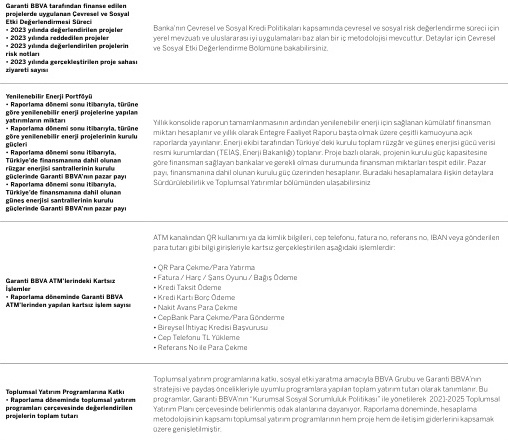 Garanti BBVA tarafından finanse edilen
projelerde uygulanan Çevresel ve Sosyal
Etki Değerlendirmesi Süreci
• 2023 yılında değerlendirilen projeler
• 2023 yılında reddedilen projeler
• 2023 yılında değerlendirilen projelerin
risk notları
• 2023 yılında gerçekleştirilen proje sahası
ziyareti sayısı
Banka'nın Çevresel ve Sosyal Kredi Politikaları kapsamında çevresel ve sosyal risk değerlendirme süreci için
yerel mevzuatı ve uluslararası iyi uygulamaları baz alan bir iç metodolojisi mevcuttur. Detaylar için Çevresel
ve Sosyal Etki Değerlendirme Bölümüne bakabilirsiniz.
Yenilenebilir Enerji Portföyü
• Raporlama dönemi sonu itibarıyla, türüne
göre yenilenebilir enerji projelerine yapılan
yatırımların miktarı
• Raporlama dönemi sonu itibarıyla, türüne
göre yenilenebilir enerji projelerinin kurulu
güçleri
• Raporlama dönemi sonu itibarıyla,
Türkiye'de finansmanına dahil olunan
rüzgar enerjisi santrallerinin kurulu
güçlerinde Garanti BBVA'nın pazar payı
• Raporlama dönemi sonu itibarıyla,
Türkiye'de finansmanına dahil olunan
güneş enerjisi santrallerinin kurulu
güçlerinde Garanti BBVA'nın pazar payı
Yıllık konsolide raporun tamamlanmasının ardından yenilenebilir enerji için sağlanan kümülatif finansman
miktarı hesaplanır ve yıllık olarak Entegre Faaliyet Raporu başta olmak üzere çeşitli kamuoyuna açık
raporlarda yayınlanır. Enerji ekibi tarafından Türkiye'deki kurulu toplam rüzgâr ve güneş enerjisi gücü verisi
resmi kurumlardan (TEİAŞ, Enerji Bakanlığı) toplanır. Proje bazlı olarak, projenin kurulu güç kapasitesine
göre finansman sağlayan bankalar ve gerekli olması durumunda finansman miktarları tespit edilir. Pazar
payı, finansmanına dahil olunan kurulu güç üzerinden hesaplanır. Buradaki hesaplamalara ilişkin detaylara
Sürdürülebilirlik ve Toplumsal Yatırımlar bölümünden ulaşabilirsiniz
Garanti BBVA ATM'lerindeki Kartsız
İşlemler
• Raporlama döneminde Garanti BBVA
ATM'lerinden yapılan kartsız işlem sayısı
ATM kanalından QR kullanımı ya da kimlik bilgileri, cep telefonu, fatura no, referans no, IBAN veya gönderilen
para tutarı gibi bilgi girişleriyle kartsız gerçekleştirilen aşağıdaki işlemlerdir:
• QR Para Çekme/Para Yatırma
• Fatura / Harç / Şans Oyunu / Bağış Ödeme
• Kredi Taksit Ödeme
• Kredi Kartı Borç Ödeme
• Nakit Avans Para Çekme
• CepBank Para Çekme/Para Gönderme
• Bireysel İhtiyaç Kredisi Başvurusu
• Cep Telefonu TL Yükleme
• Referans No ile Para Çekme
Toplumsal Yatırım Programlarına Katkı
• Raporlama döneminde toplumsal yatırım
programları çerçevesinde değerlendirilen
projelerin toplam tutarı
Toplumsal yatırım programlarına katkı, sosyal etki yaratma amacıyla BBVA Grubu ve Garanti BBVA'nın
stratejisi ve paydaş öncelikleriyle uyumlu programlara yapılan toplam yatırım tutarı olarak tanımlanır. Bu
programlar, Garanti BBVA'nın "Kurumsal Sosyal Sorumluluk Politikası" ile yönetilerek 2021-2025 Toplumsal
Yatırım Planı çerçevesinde belirlenmiş odak alanlarına dayanıyor. Raporlama döneminde, hesaplama
metodolojisinin kapsamı toplumsal yatırım programlarının hem proje hem de iletişim giderlerini kapsamak
üzere genişletilmiştir.